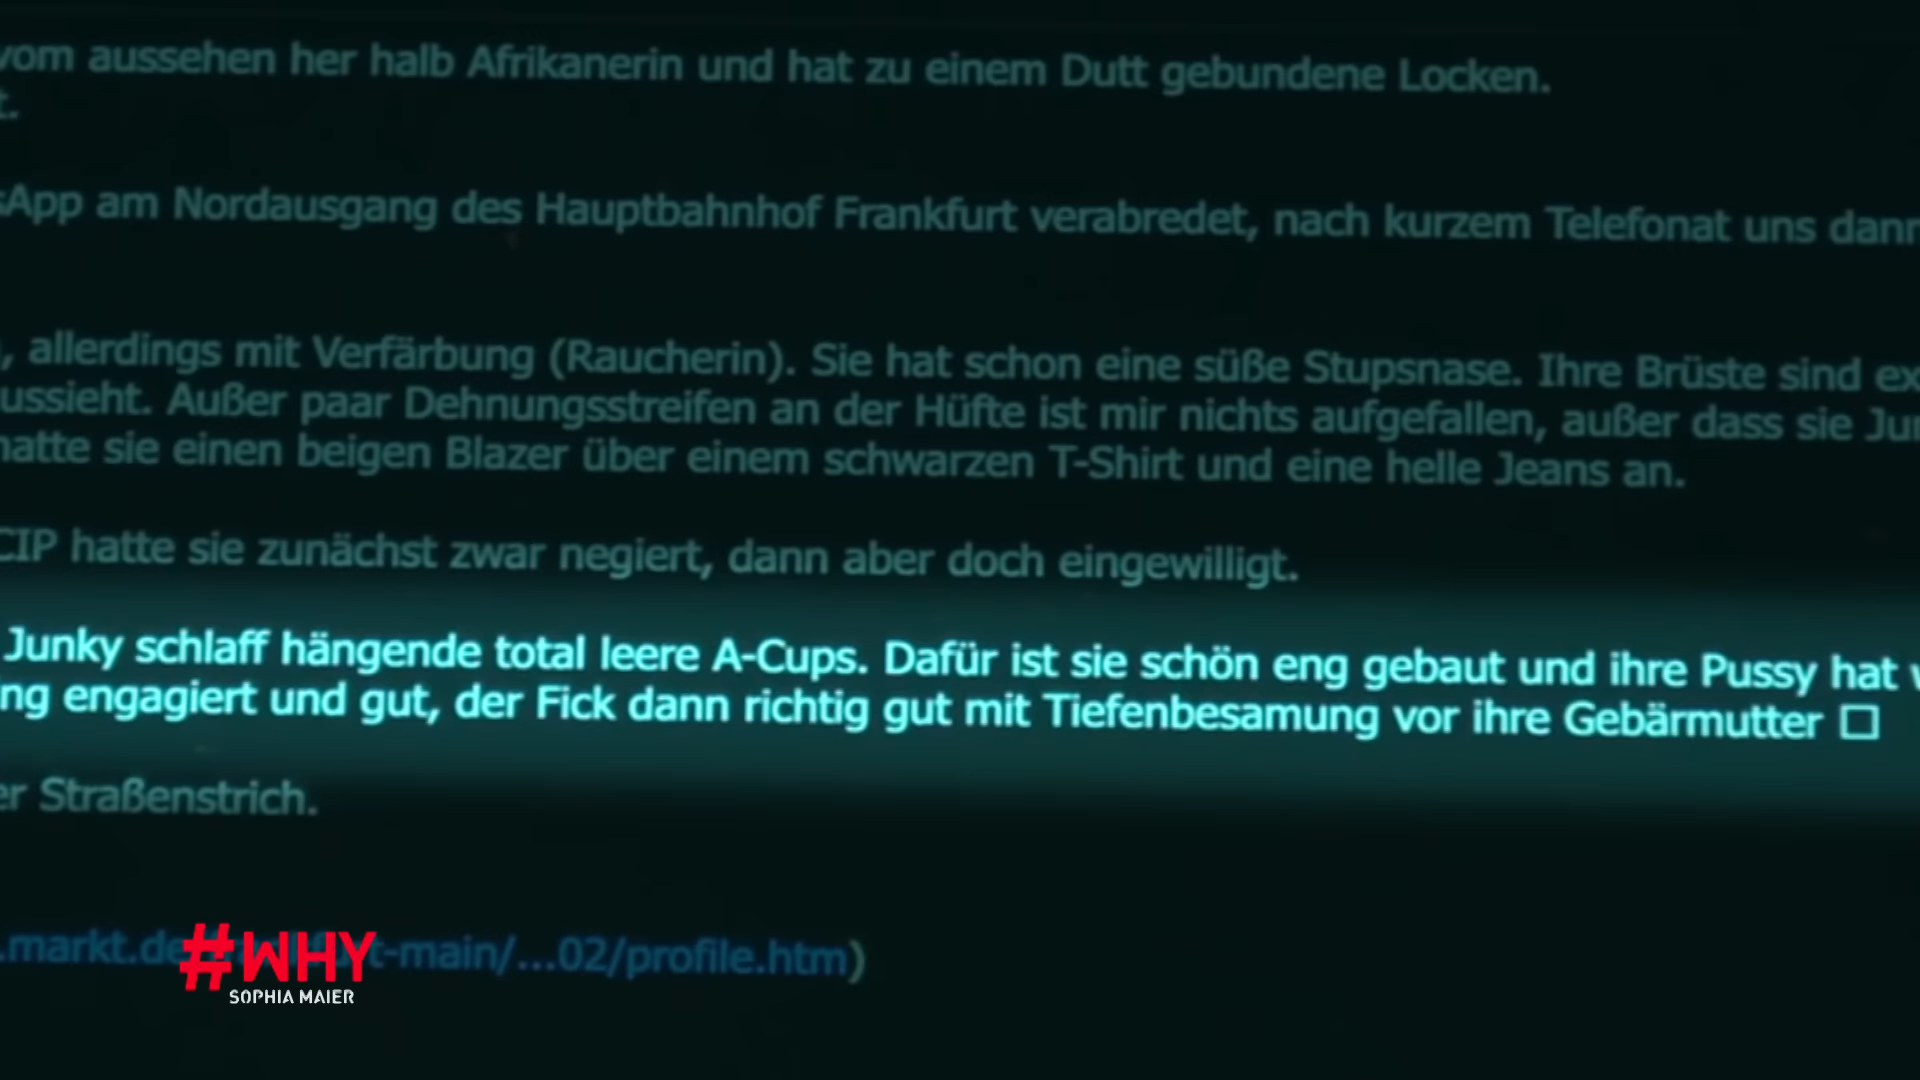 vom aussehen her halb Afrikanerin und hat zu einem Dutt gebundene Locken.
t.
sApp am Nordausgang des Hauptbahnhof Frankfurt verabredet, nach kurzem Telefonat uns dann
, allerdings mit Verfärbung (Raucherin). Sie hat schon eine süße Stupsnase. Ihre Brüste sind ex
ussieht. Außer paar Dehnungsstreifen an der Hüfte ist mir nichts aufgefallen, außer dass sie Jun
hatte sie einen beigen Blazer über einem schwarzen T-Shirt und eine helle Jeans an.
CIP hatte sie zunächst zwar negiert, dann aber doch eingewilligt.
Junky schlaff hängende total leere A-Cups. Dafür ist sie schön eng gebaut und ihre Pussy hat w
ng engagiert und gut, der Fick dann richtig gut mit Tiefenbesamung vor ihre Gebärmutter □
er Straßenstrich.
.markt.de t-main/...02/profile.htm)
#WHY
SOPHIA MAIER